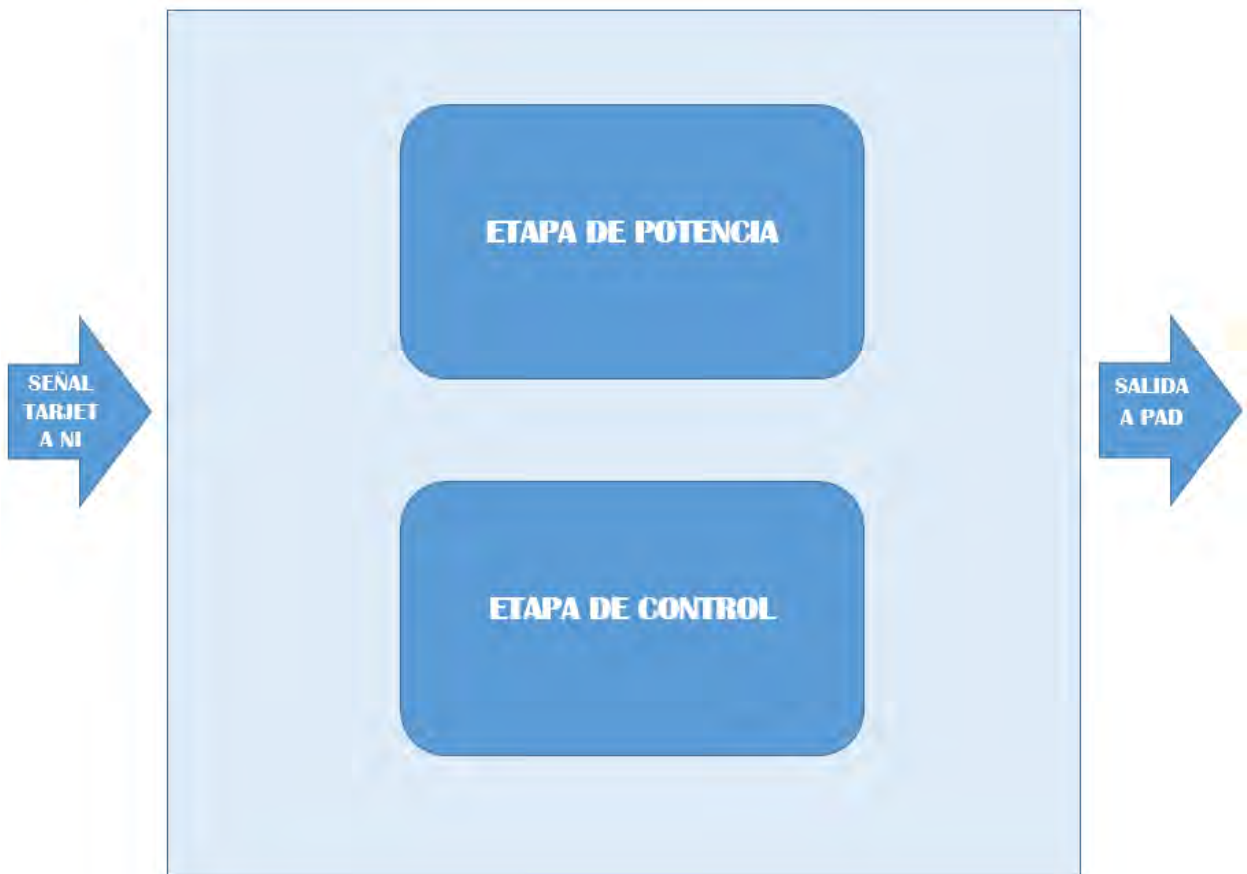 ETAPA DE POTENCIA
SEÑAL
TARJET
A NI
SALIDA
A PAD
ETAPA DE CONTROL